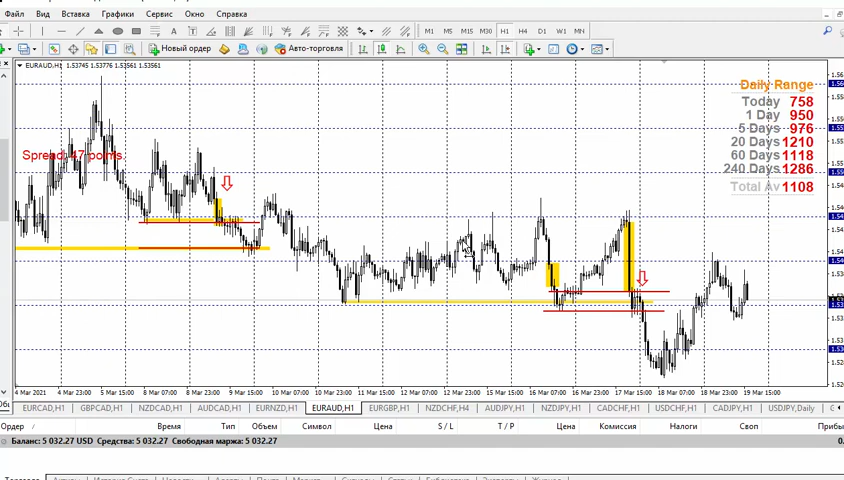 Файл Вид Вставка Графики Сервис Окно Справка
M1 M5 M15 M30 H1 H4 D1 W1 MN
Новый ордер Авто-торговля
EURAUD,H1 1.53745 1.53776 1.53561 1.53561
Daily Range
Today 758
1 Day 950
5 Days 976
20 Days 1210
60 Days 1118
240 Days 1286
Total Av 1108
Spread: 47 points.
4 Mar 2021 4 Mar 23:00 5 Mar 15:00 8 Mar 07:00 8 Mar 23:00 9 Mar 15:00 10 Mar 07:00 10 Mar 23:00 11 Mar 15:00 12 Mar 07:00 12 Mar 23:00 15 Mar 15:00 16 Mar 07:00 16 Mar 23:00 17 Mar 15:00 18 Mar 07:00 18 Mar 23:00 19 Mar 15:00
EURCAD,H1 GBPCAD,H1 NZDCAD,H1 AUDCAD,H1 EURNZD,H1 EURAUD,H1 EURGBP,H1 NZDCHF,H4 AUDJPY,H1 NZDJPY,H1 CADCHF,H1 USDCHF,H1 CADJPY,H1 USDJPY,Daily
Ордер Время Тип Объем Символ Цена S / L T / P Цена Комиссия Налоги Своп
Баланс: 5 032.27 USD Средства: 5 032.27 Свободная маржа: 5 032.27